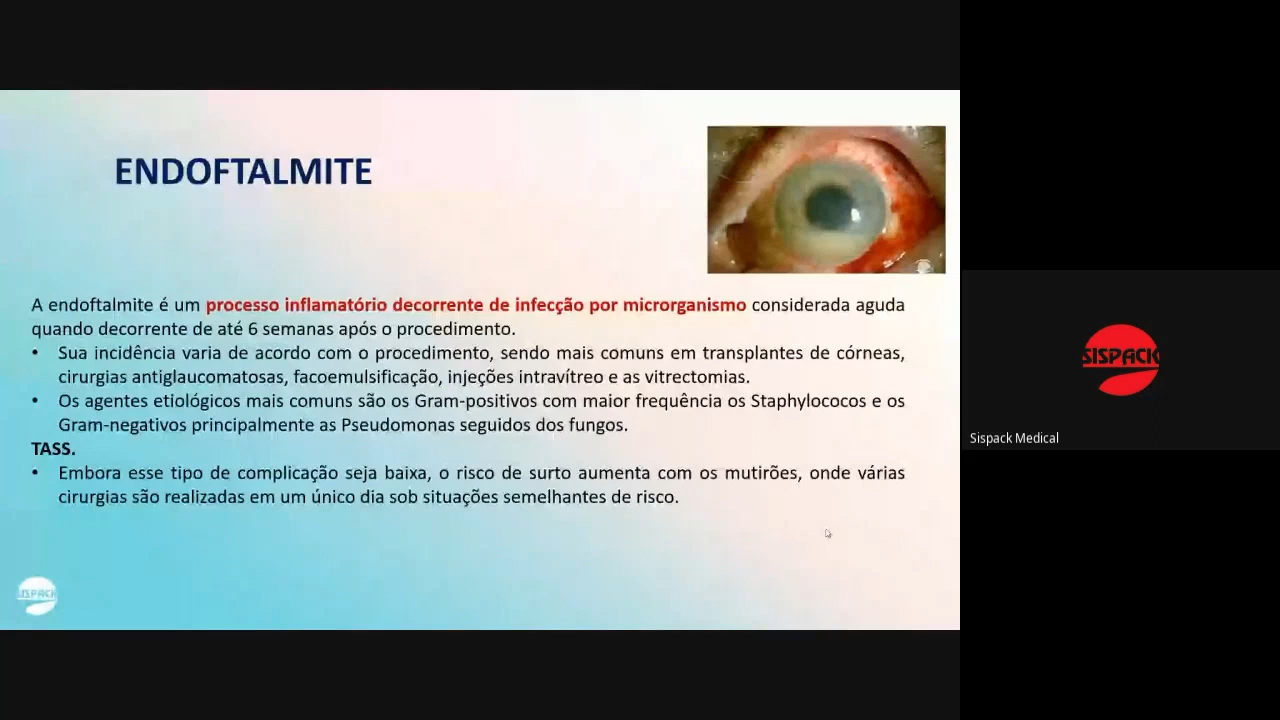 ENDOFTALMITE
A endoftalmite é um processo inflamatório decorrente de infecção por microrganismo considerada aguda
quando decorrente de até 6 semanas após o procedimento.
• Sua incidência varia de acordo com o procedimento, sendo mais comuns em transplantes de córneas,
cirurgias antiglaucomatosas, facoemulsificação, injeções intravítreo e as vitrectomias.
• Os agentes etiológicos mais comuns são os Gram-positivos com maior frequência os Staphylococos e os
Gram-negativos principalmente as Pseudomonas seguidos dos fungos.
TASS.
• Embora esse tipo de complicação seja baixa, o risco de surto aumenta com os mutirões, onde várias
cirurgias são realizadas em um único dia sob situações semelhantes de risco.
SISPACK
SISPACK
Sispack Medical